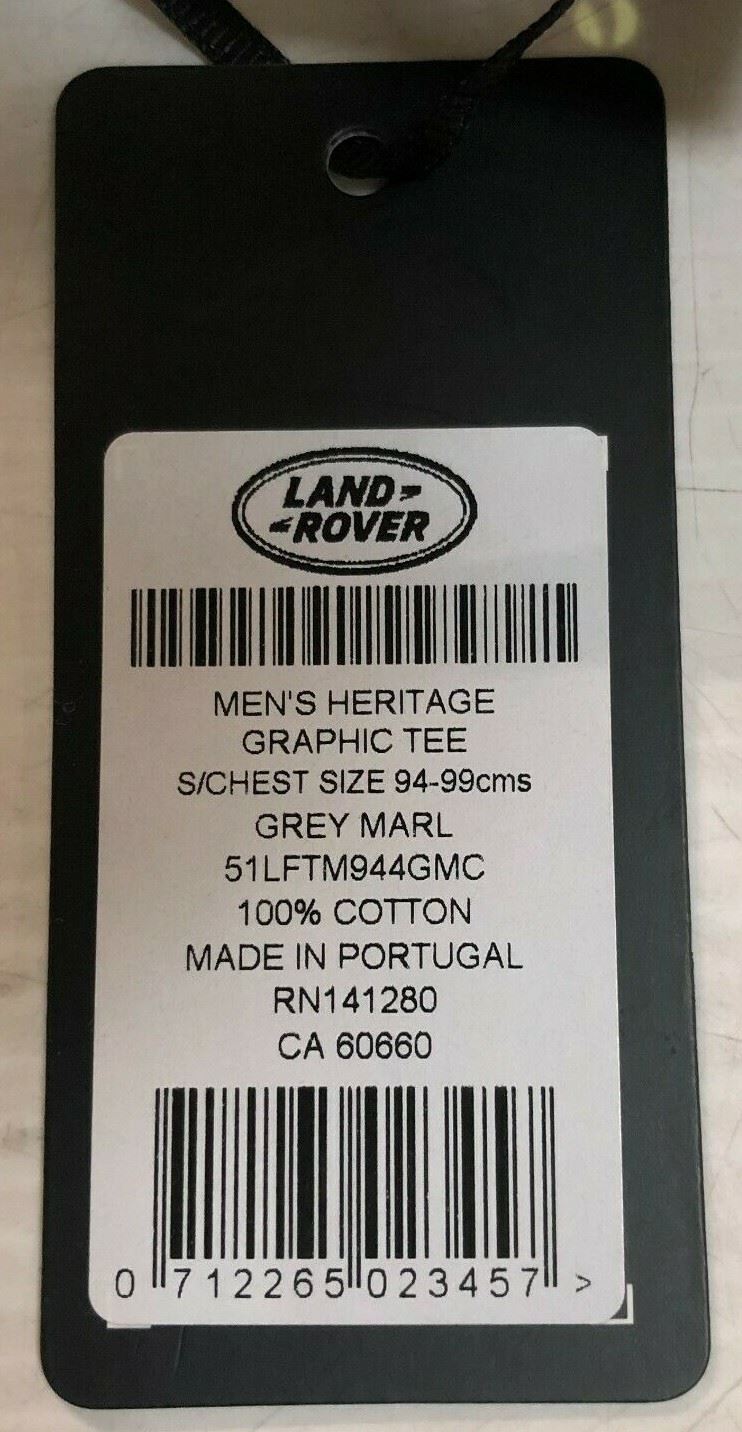 LAND-
-ROVER
MEN'S HERITAGE
GRAPHIC TEE
S/CHEST SIZE 94-99cms
GREY MARL
51LFTM944GMC
100% COTTON
MADE IN PORTUGAL
RN141280
CA 60660
0 712265 023457 >